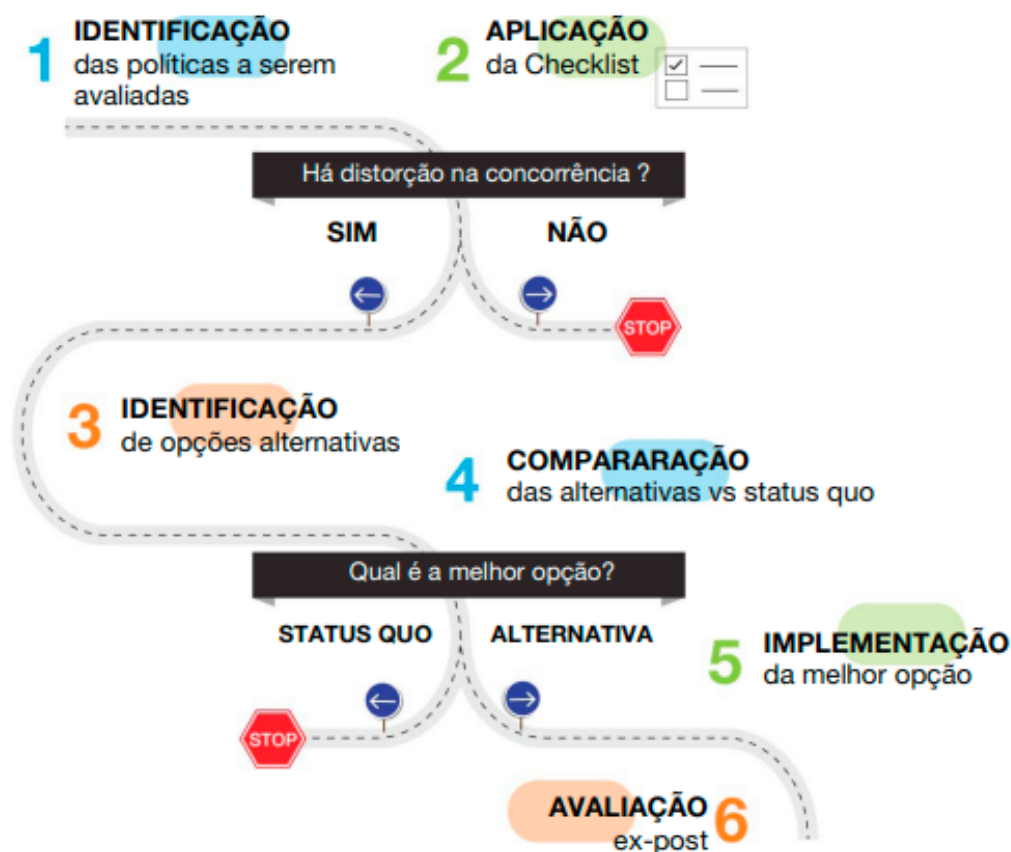 1 IDENTIFICAÇÃO
das políticas a serem
avaliadas
2 APLICAÇÃO
da Checklist
Há distorção na concorrência ?
SIM
NÃO
STOP
3 IDENTIFICAÇÃO
de opções alternativas
4 COMPARARAÇÃO
das alternativas vs status quo
Qual é a melhor opção?
STATUS QUO
ALTERNATIVA
STOP
5 IMPLEMENTAÇÃO
da melhor opção
AVALIAÇÃO 6
ex-post